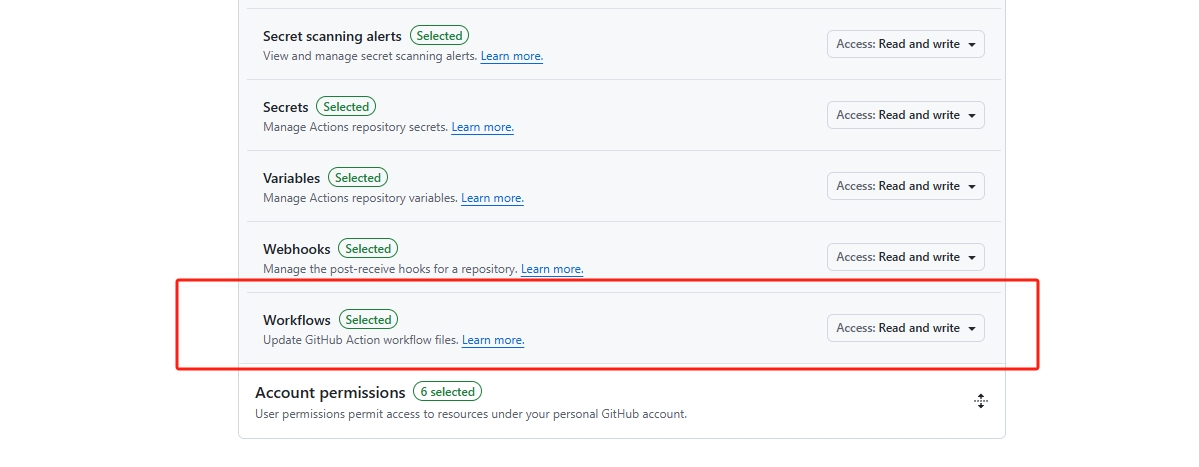 Secret scanning alerts Selected
View and manage secret scanning alerts. Learn more.
Access: Read and write
Secrets Selected
Manage Actions repository secrets. Learn more.
Access: Read and write
Variables Selected
Manage Actions repository variables. Learn more.
Access: Read and write
Webhooks Selected
Manage the post-receive hooks for a repository. Learn more.
Access: Read and write
Workflows Selected
Update GitHub Action workflow files. Learn more.
Access: Read and write
Account permissions 6 selected
User permissions permit access to resources under your personal GitHub account.